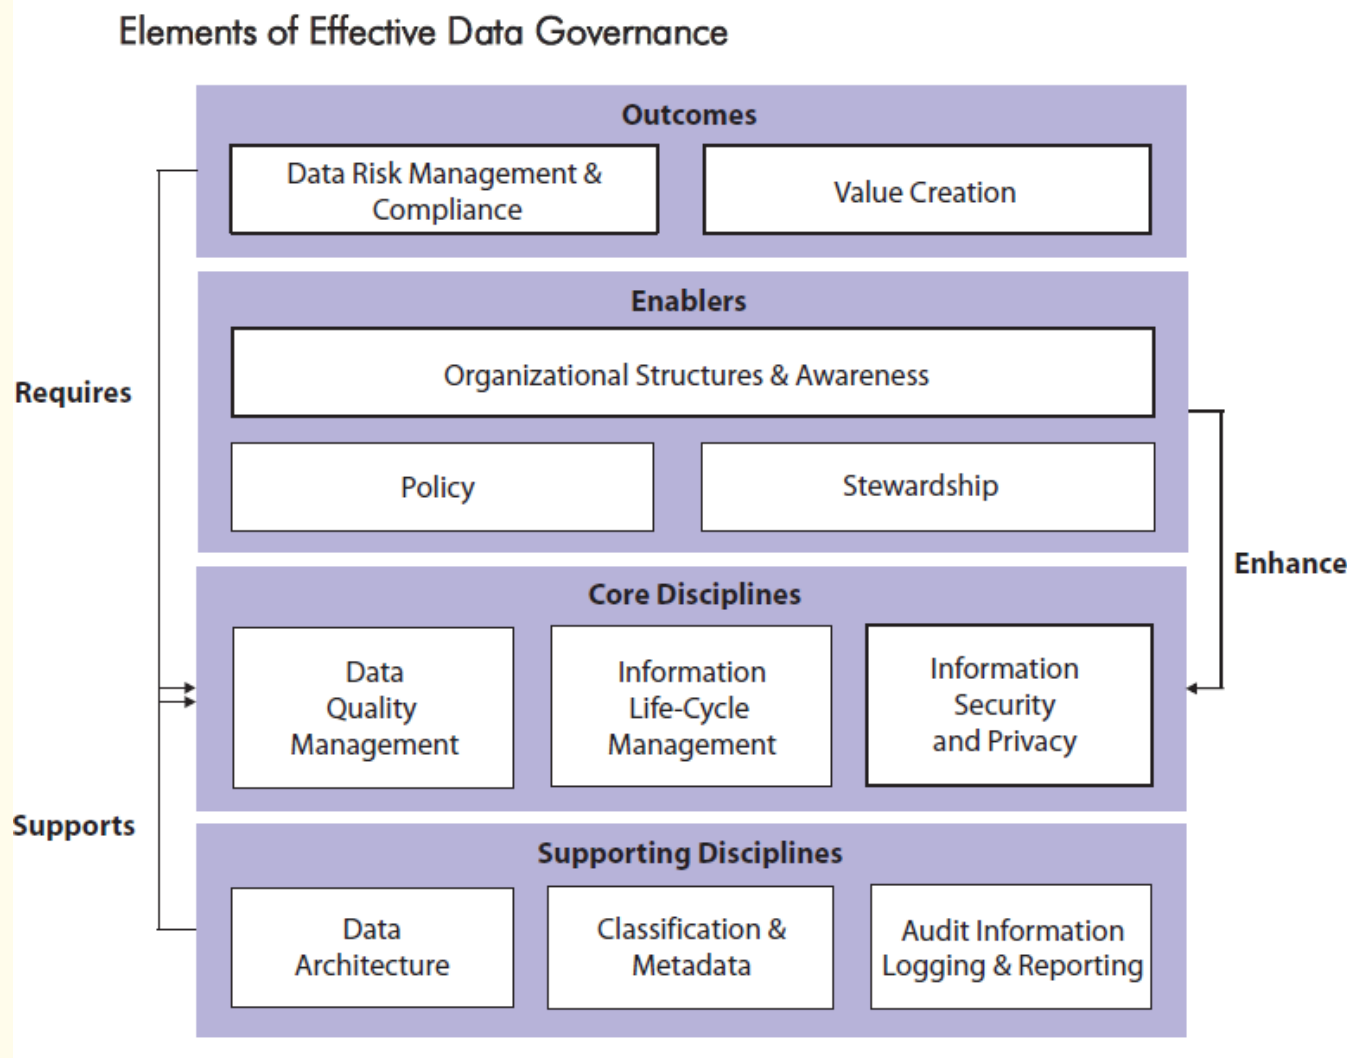 Elements of Effective Data Governance
Outcomes
Data Risk Management &
Compliance
Value Creation
Enablers
Organizational Structures & Awareness
Requires
Policy
Stewardship
Enhance
Core Disciplines
Data
Quality
Management
Information
Life-Cycle
Management
Information
Security
and Privacy
Supports
Supporting Disciplines
Data
Architecture
Classification &
Metadata
Audit Information
Logging & Reporting